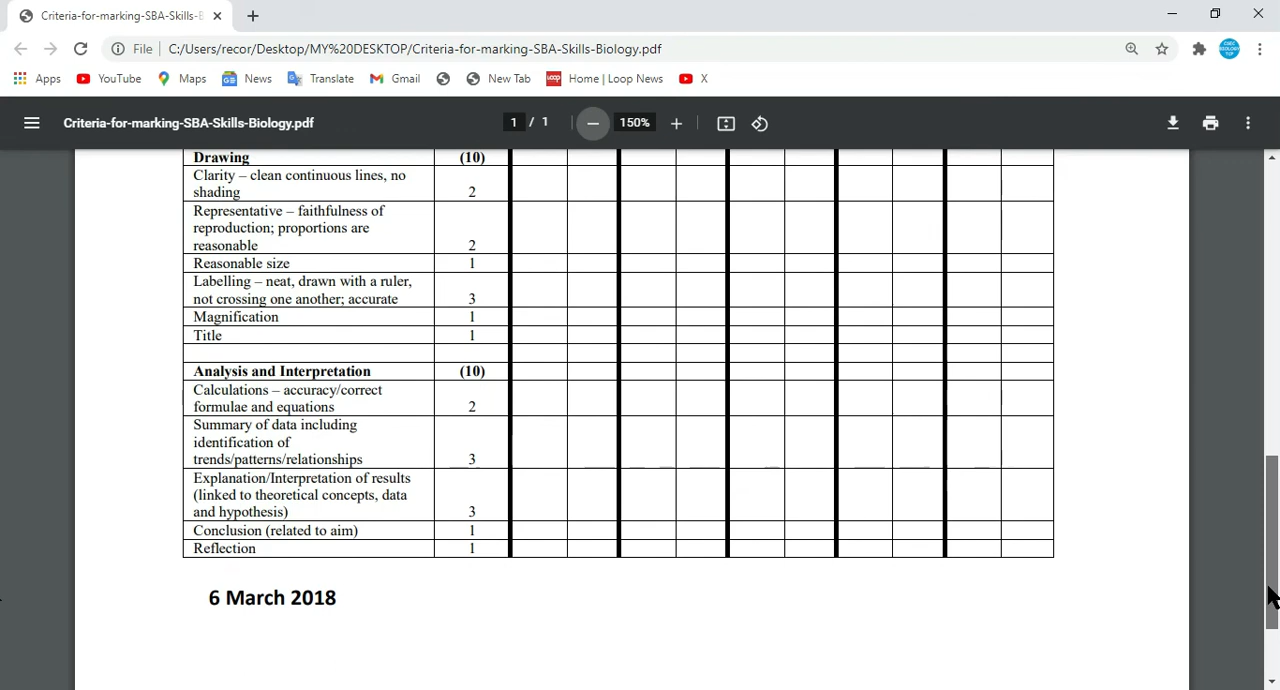 Criteria-for-marking-SBA-Skills-B
File C:/Users/recor/Desktop/MY%20DESKTOP/Criteria-for-marking-SBA-Skills-Biology.pdf
Apps YouTube Maps News Translate Gmail New Tab Home | Loop News X
Criteria-for-marking-SBA-Skills-Biology.pdf 1 / 1 150%
Drawing (10)
Clarity – clean continuous lines, no
shading 2
Representative – faithfulness of
reproduction; proportions are
reasonable 2
Reasonable size 1
Labelling – neat, drawn with a ruler,
not crossing one another; accurate 3
Magnification 1
Title 1
Analysis and Interpretation (10)
Calculations – accuracy/correct
formulae and equations 2
Summary of data including
identification of
trends/patterns/relationships 3
Explanation/Interpretation of results
(linked to theoretical concepts, data
and hypothesis) 3
Conclusion (related to aim) 1
Reflection 1
6 March 2018